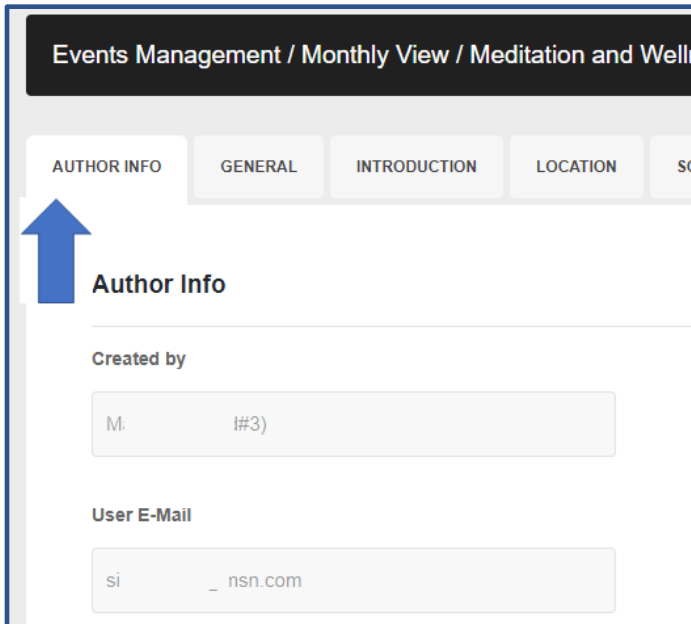 Events Management / Monthly View / Meditation and
AUTHOR INFO GENERAL INTRODUCTION LOCATION
Author Info
Created by
#3)
User E-Mail
si _ nsn.com